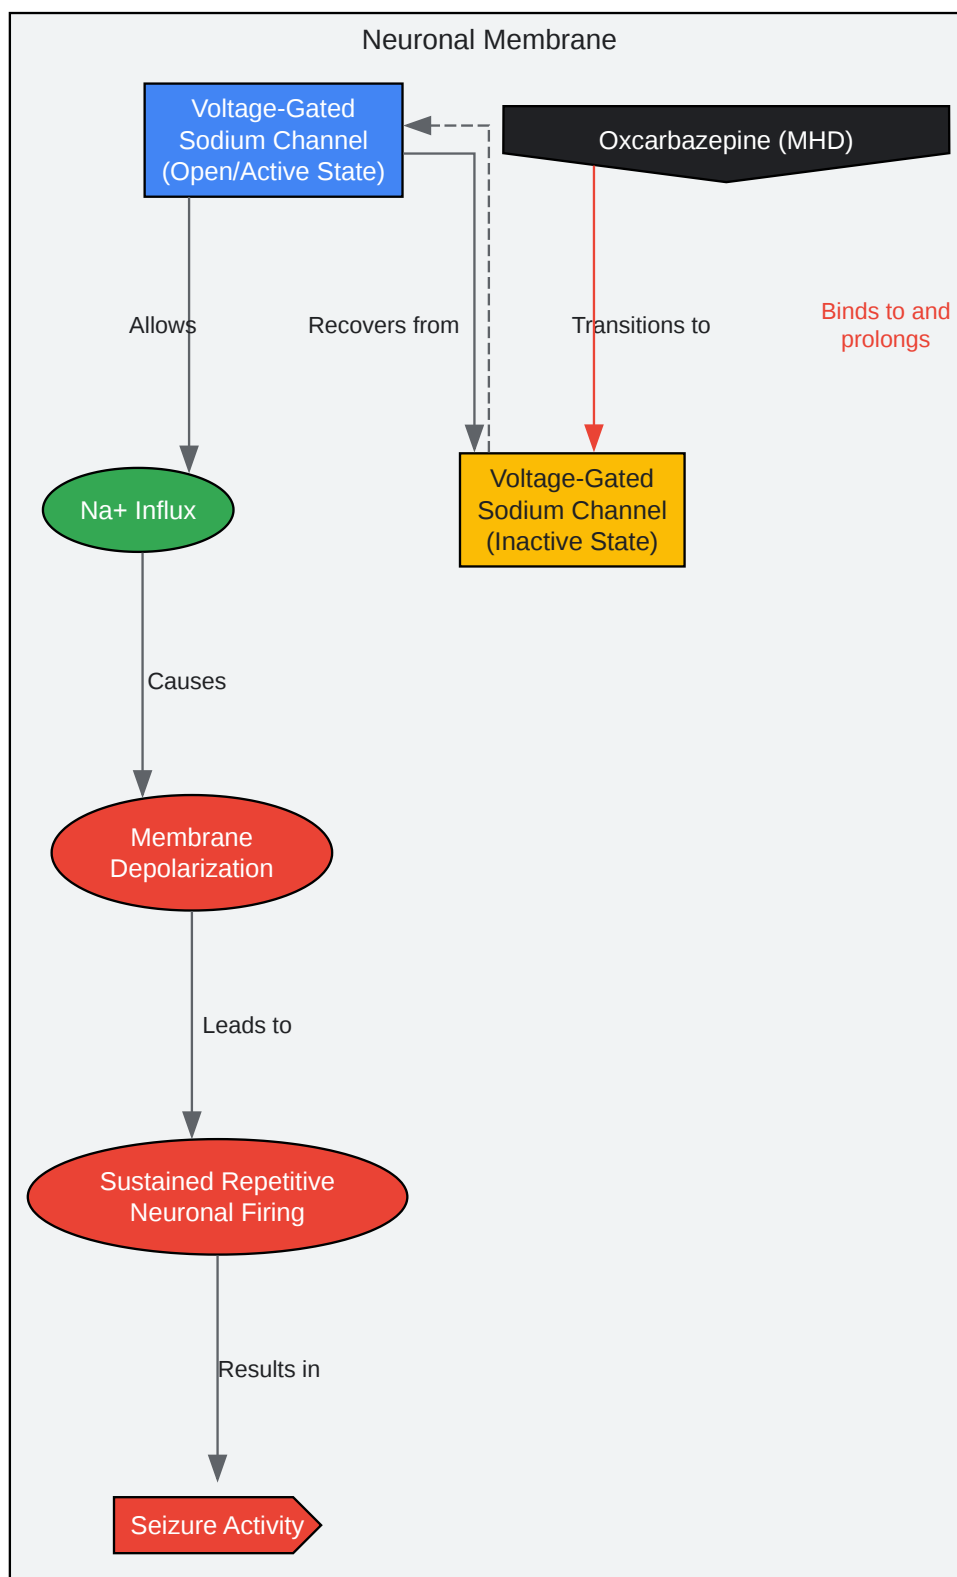 Neuronal Membrane
Voltage-Gated
Sodium Channel
(Open/Active State)
Oxcarbazepine (MHD)
Allows
Recovers from
Transitions to
Binds to and
prolongs
Na+ Influx
Voltage-Gated
Sodium Channel
(Inactive State)
Causes
Membrane
Depolarization
Leads to
Sustained Repetitive
Neuronal Firing
Results in
Seizure Activity